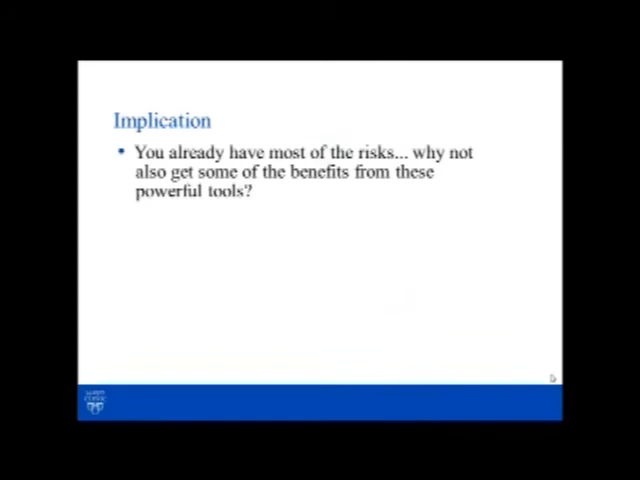 Implication
• You already have most of the risks... why not
also get some of the benefits from these
powerful tools?